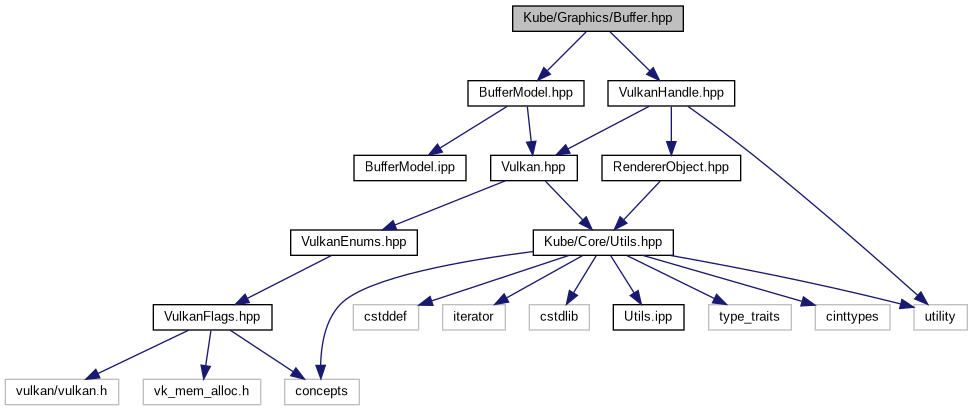 Kube/Graphics/Buffer.hpp
BufferModel.hpp
VulkanHandle.hpp
BufferModel.ipp
Vulkan.hpp
RendererObject.hpp
VulkanEnums.hpp
Kube/Core/Utils.hpp
VulkanFlags.hpp
cstddef
iterator
cstdlib
Utils.ipp
type_traits
cinttypes
utility
vulkan/vulkan.h
vk_mem_alloc.h
concepts